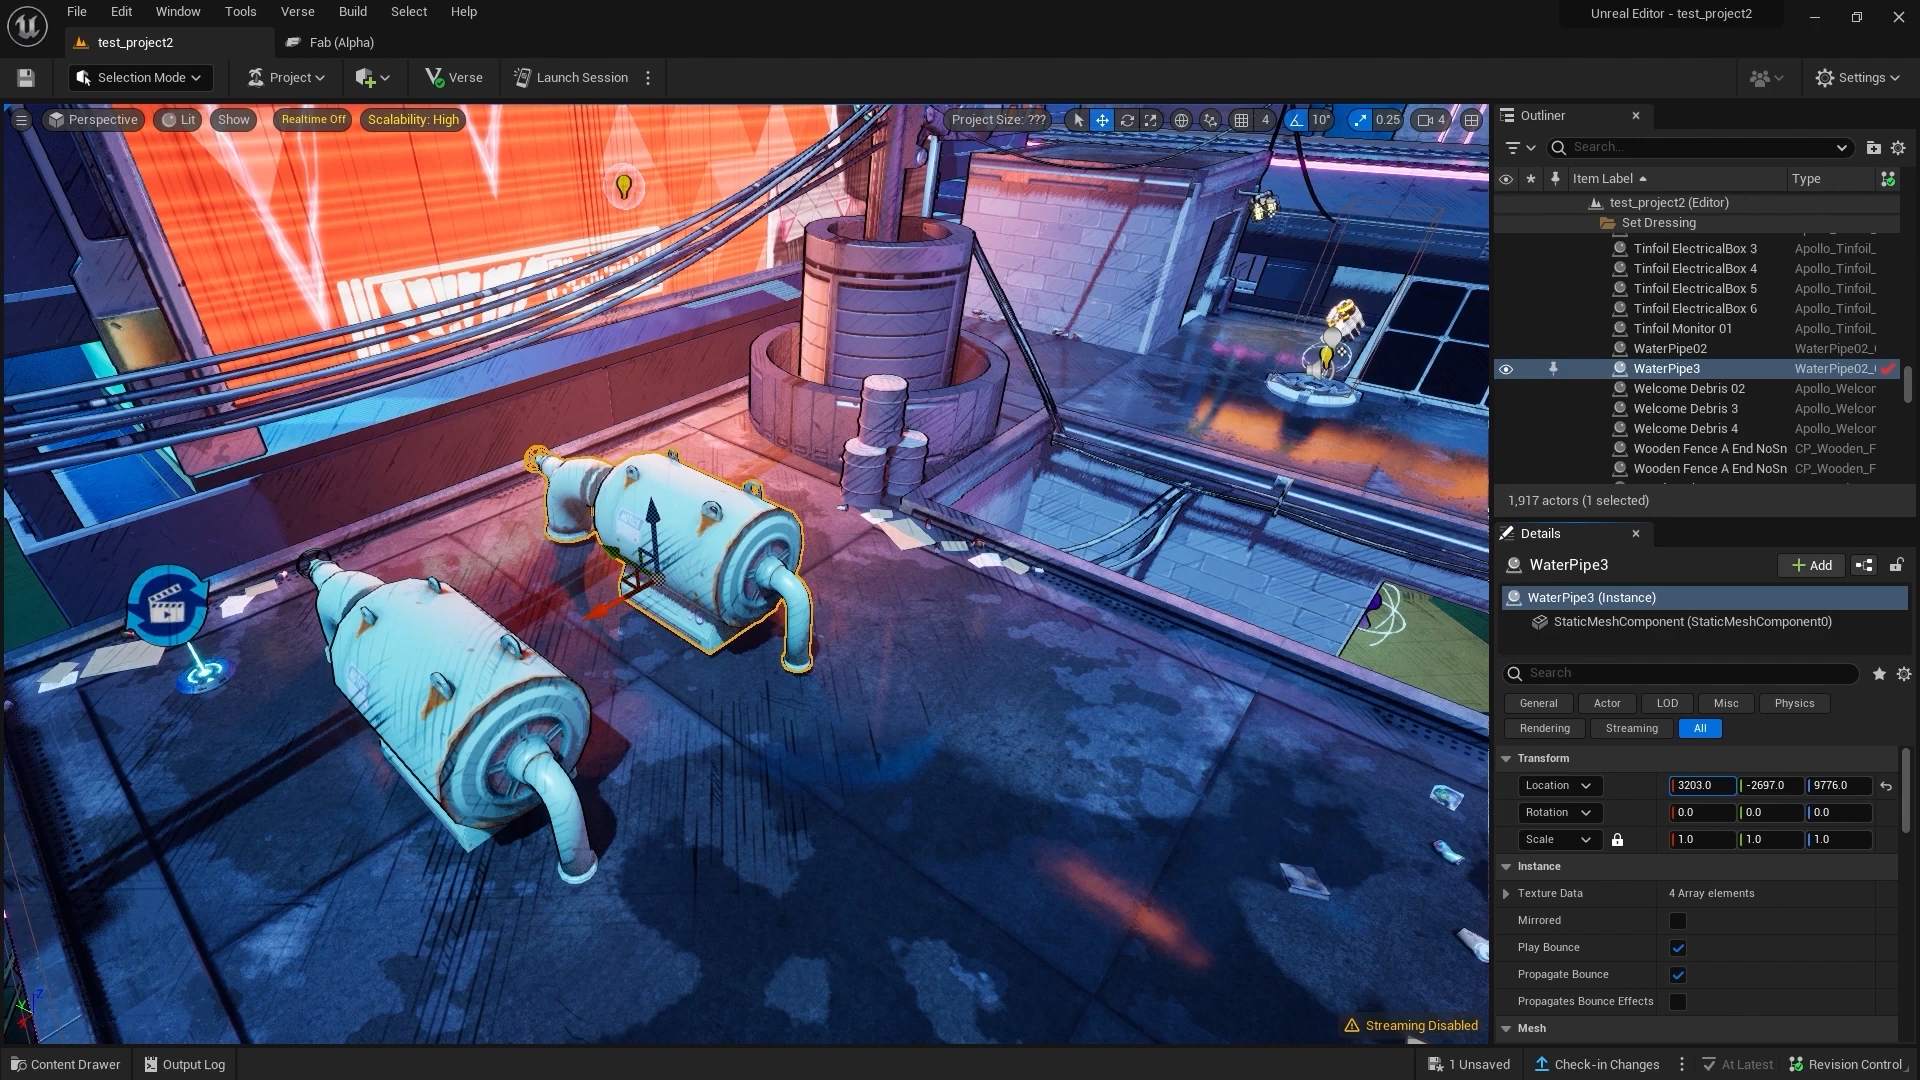 File Edit Window Tools Verse Build Select Help
Unreal Editor - test_project2
test_project2
Fab (Alpha)
Selection Mode
Project
Verse
Launch Session
Settings
Perspective
Lit
Show
Realtime Off
Scalability: High
Project Size: ???
4
10°
0.25
4
Streaming Disabled
Outliner
Search...
Item Label
Type
test_project2 (Editor)
Set Dressing
Tinfoil ElectricalBox 3 Apollo_Tinfoil_
Tinfoil ElectricalBox 4 Apollo_Tinfoil_
Tinfoil ElectricalBox 5 Apollo_Tinfoil_
Tinfoil ElectricalBox 6 Apollo_Tinfoil_
Tinfoil Monitor 01 Apollo_Tinfoil_
WaterPipe02 WaterPipe02_
WaterPipe3 WaterPipe02_
Welcome Debris 02 Apollo_Welcor
Welcome Debris 3 Apollo_Welcor
Welcome Debris 4 Apollo_Welcor
Wooden Fence A End NoSn CP_Wooden_F
Wooden Fence A End NoSn CP_Wooden_F
1,917 actors (1 selected)
Details
WaterPipe3
Add
WaterPipe3 (Instance)
StaticMeshComponent (StaticMeshComponent0)
Search
General Actor LOD Misc Physics
Rendering Streaming All
Transform
Location 3203.0 -2697.0 9776.0
Rotation 0.0 0.0 0.0
Scale 1.0 1.0 1.0
Instance
Texture Data 4 Array elements
Mirrored
Play Bounce
Propagate Bounce
Propagates Bounce Effects
Mesh
Content Drawer
Output Log
1 Unsaved
Check-in Changes
At Latest
Revision Control